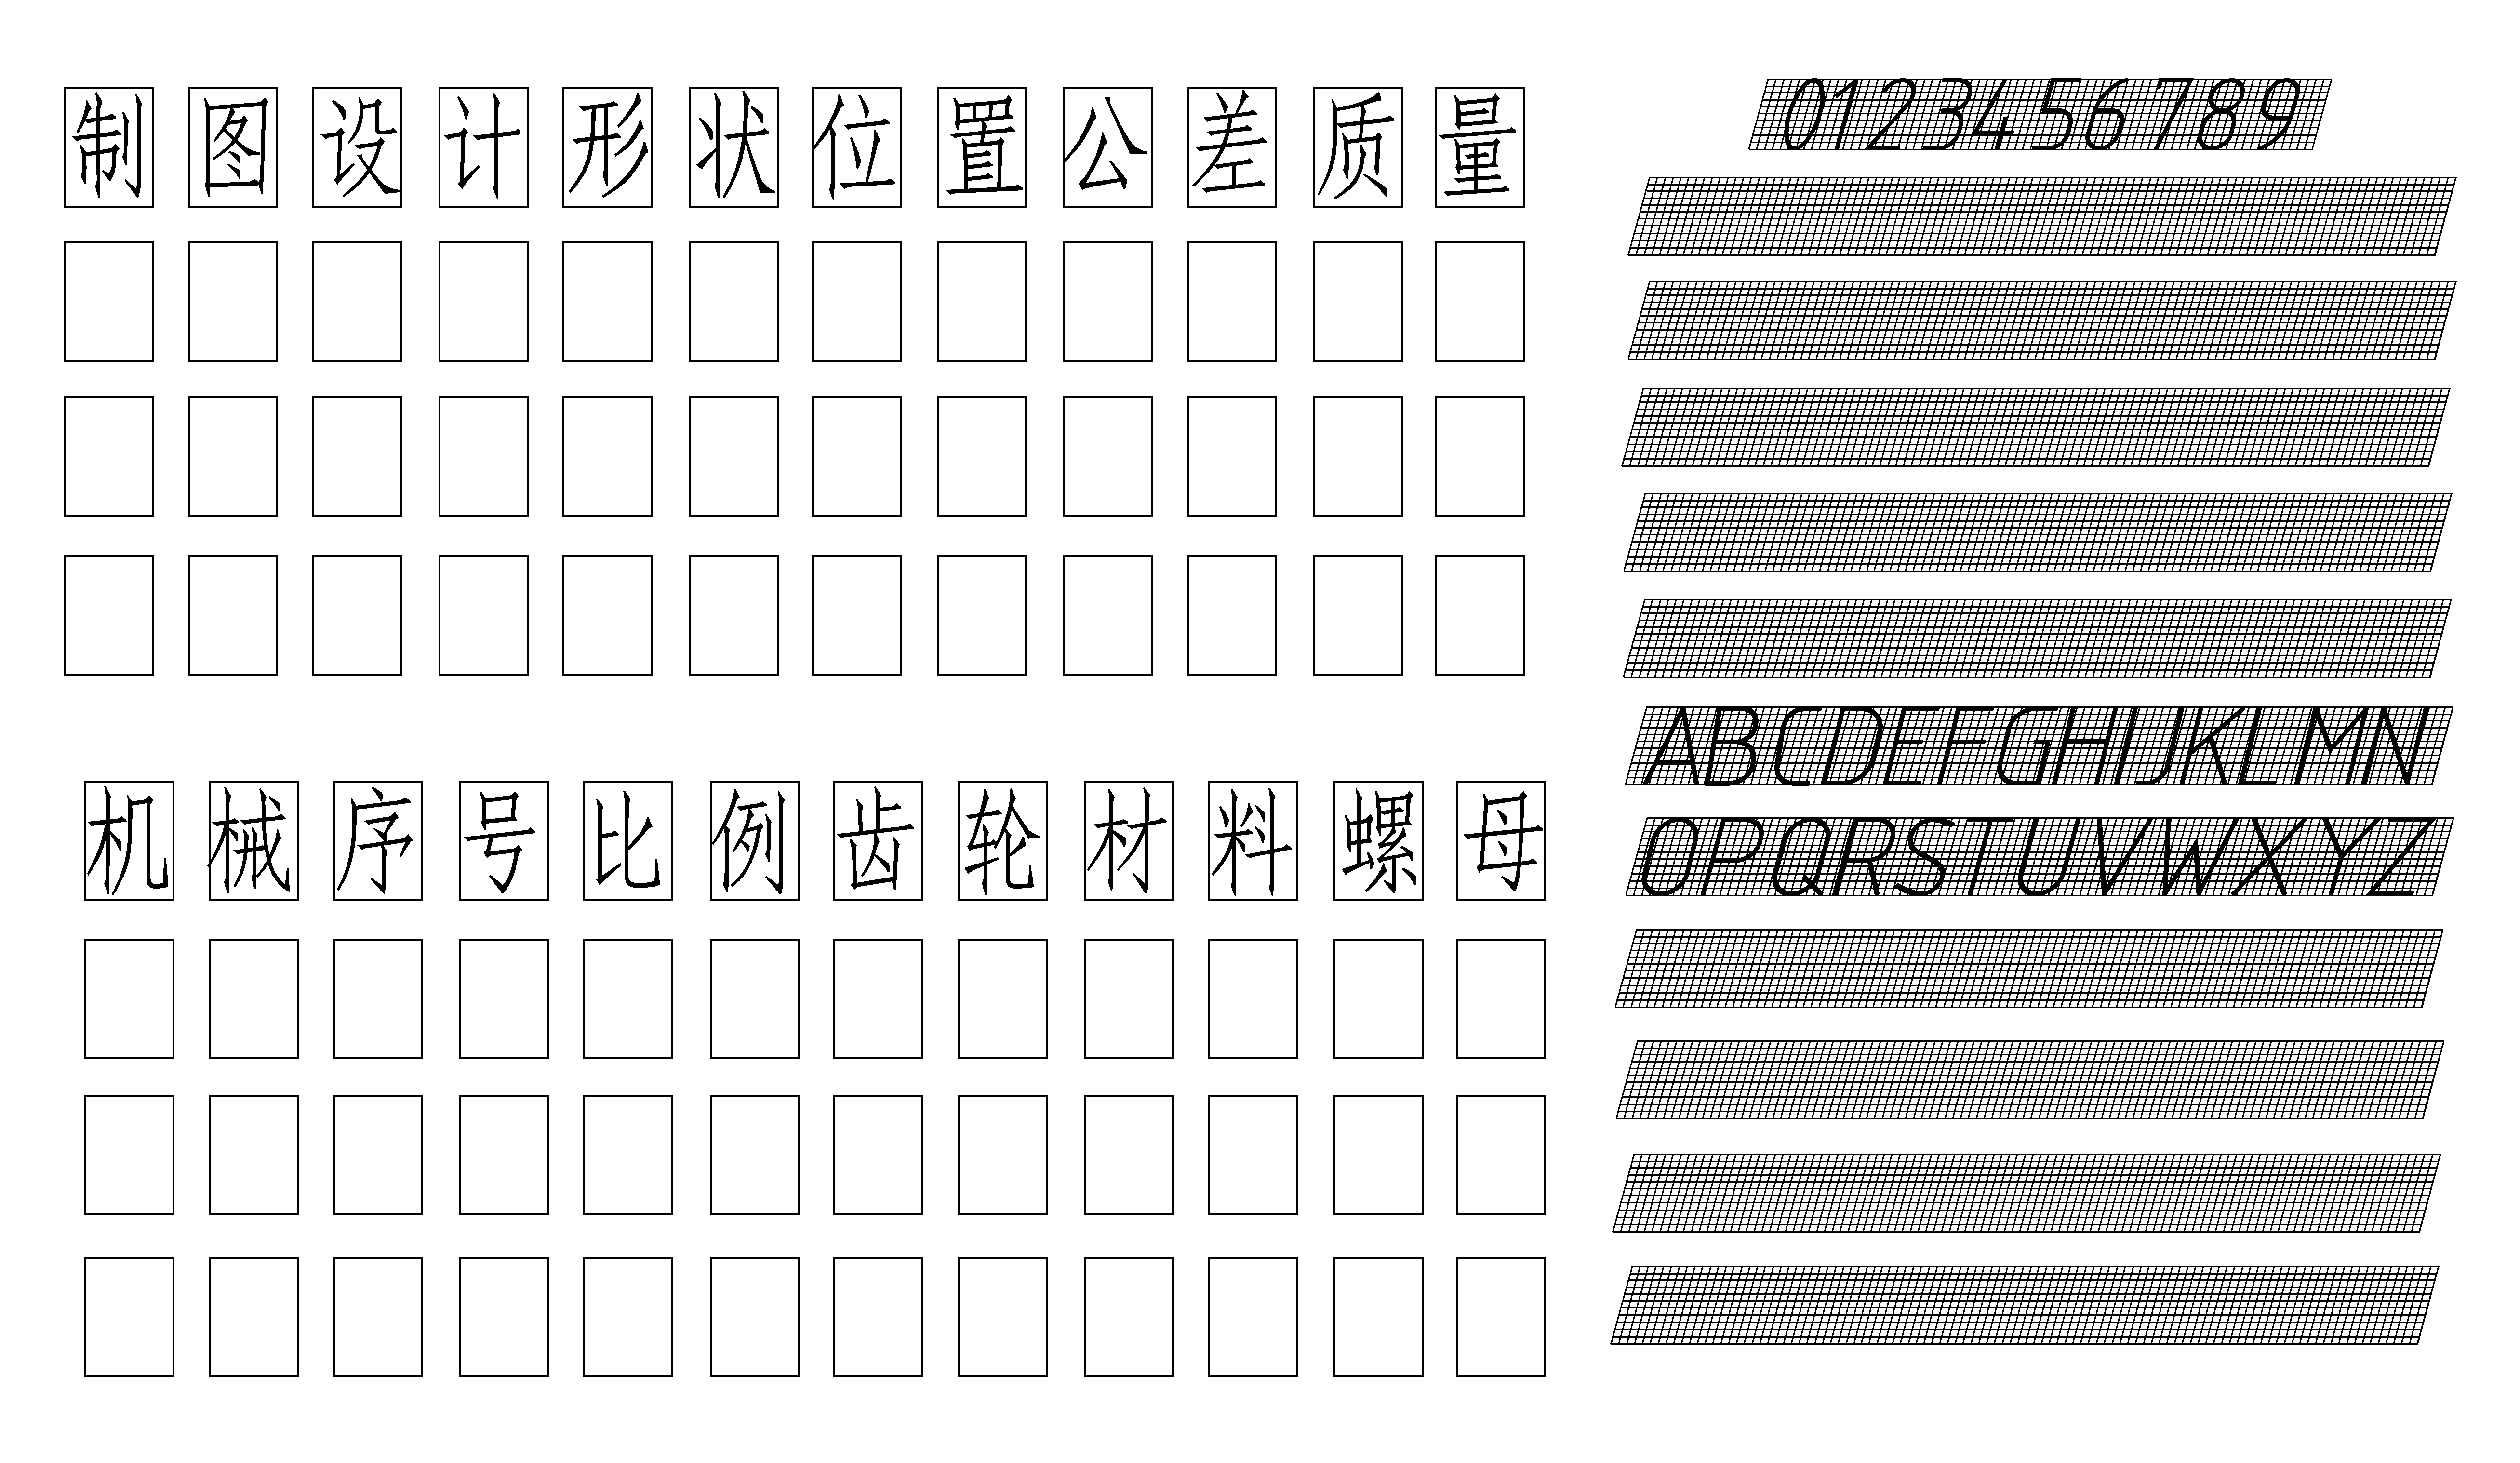 制图设计形状位置公差质量
机械序号比例齿轮材料螺母
0123456789
ABCDEFGHIJKLMN
OPQRSTUVWXYZ